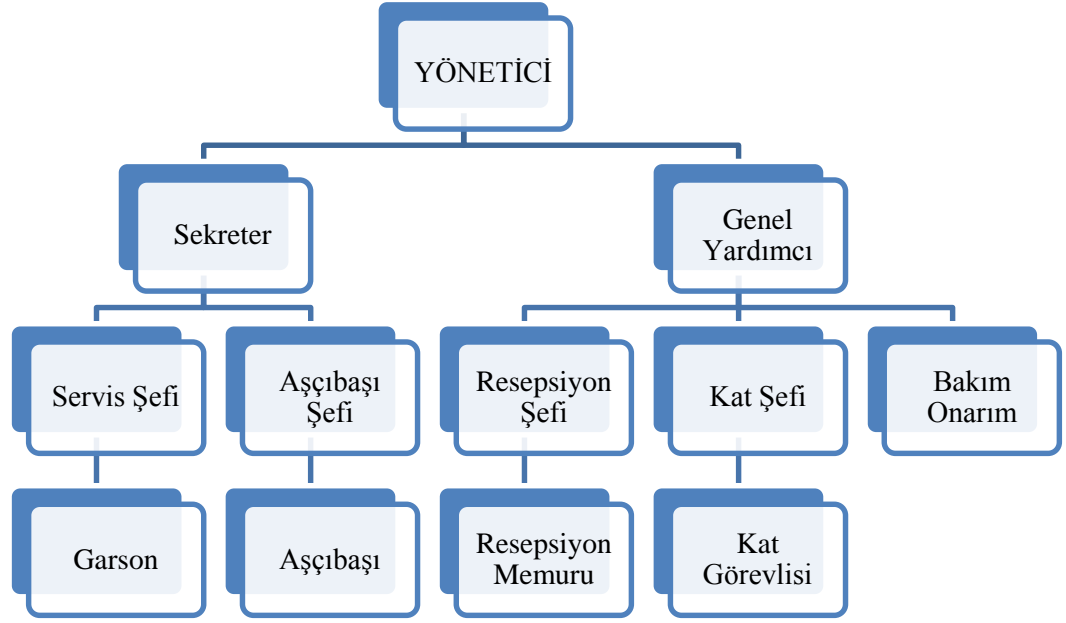 YÖNETİCİ
Sekreter
Genel
Yardımcı
Servis Şefi
Aşçıbaşı
Şefi
Resepsiyon
Şefi
Kat Şefi
Bakım
Onarım
Garson
Aşçıbaşı
Resepsiyon
Memuru
Kat
Görevlisi